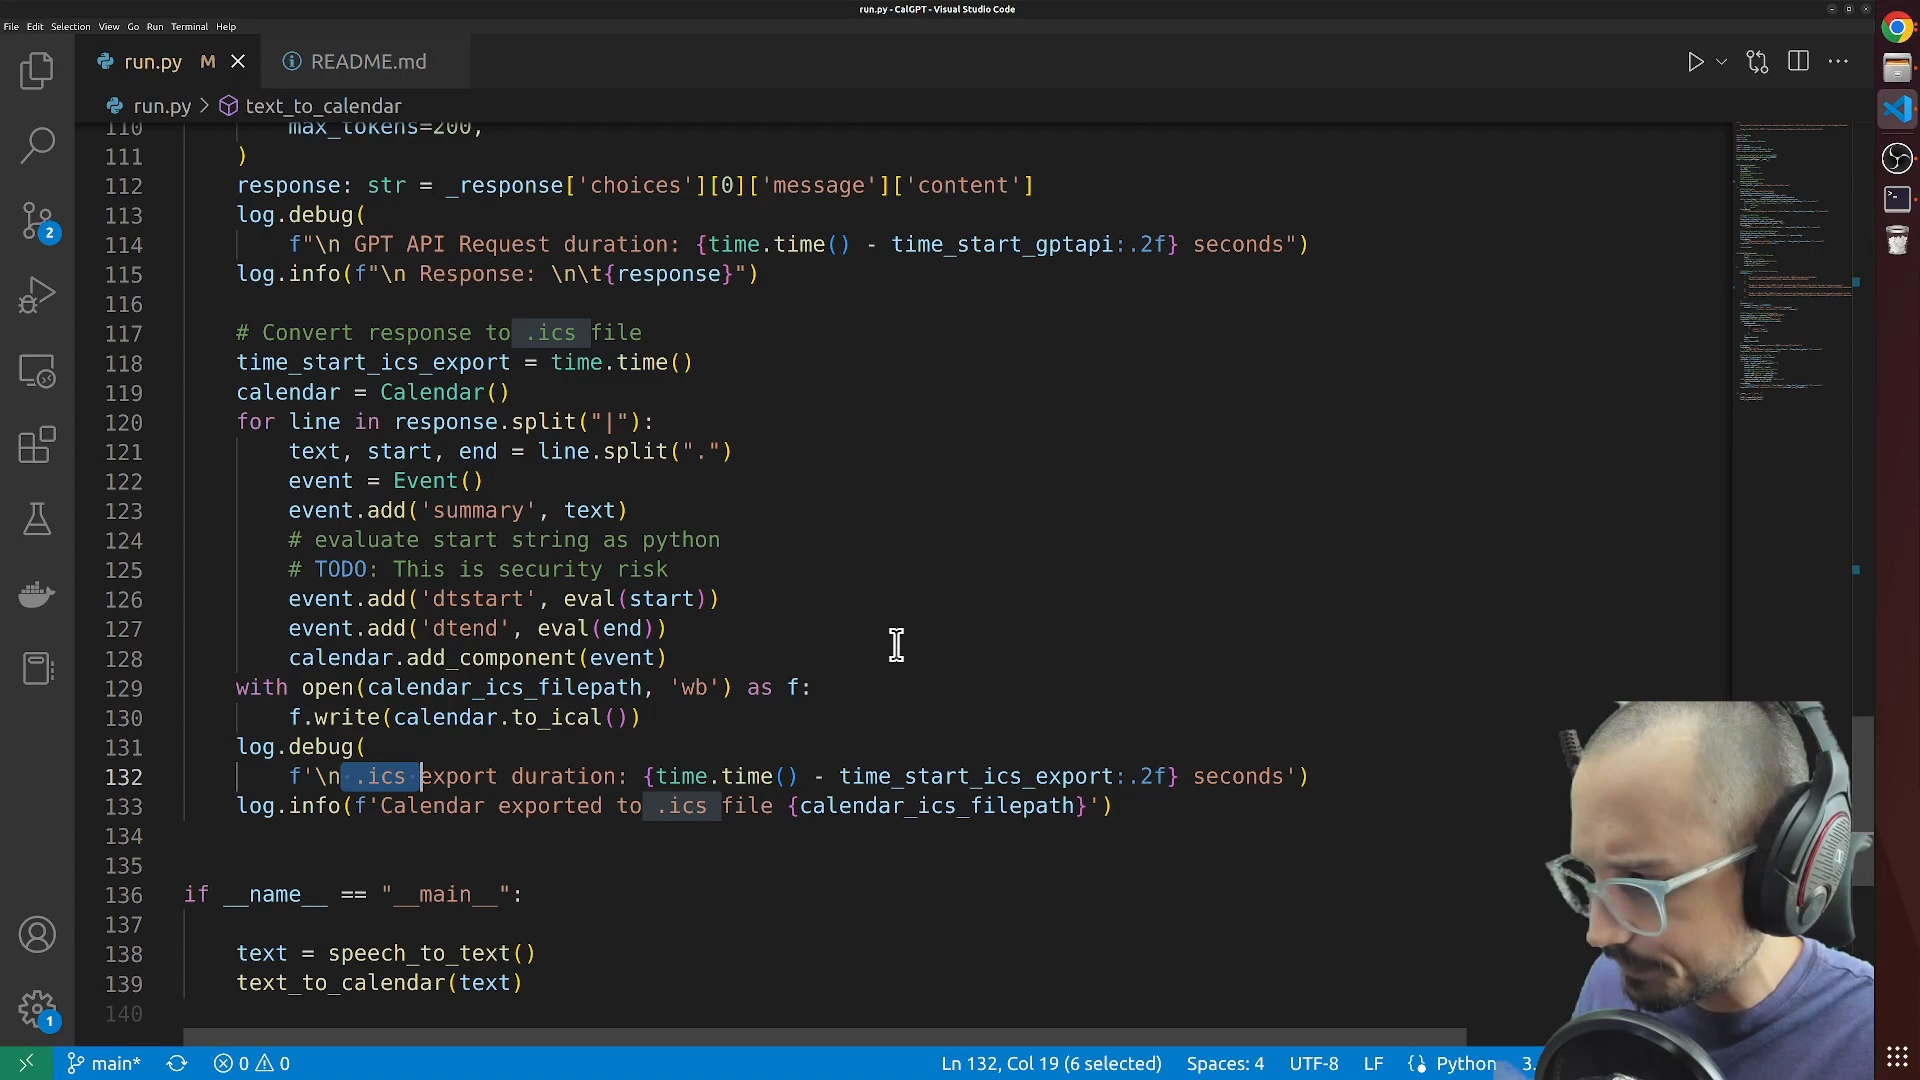 run.py - CalGPT - Visual Studio Code
File Edit Selection View Go Run Terminal Help
run.py M README.md
run.py > text_to_calendar
110 max_tokens=200,
111 )
112 response: str = _response['choices'][0]['message']['content']
113 log.debug(
114 f"\n GPT API Request duration: {time.time() - time_start_gptapi:.2f} seconds")
115 log.info(f"\n Response: \n\t{response}")
116
117 # Convert response to .ics file
118 time_start_ics_export = time.time()
119 calendar = Calendar()
120 for line in response.split("|"):
121 text, start, end = line.split(".")
122 event = Event()
123 event.add('summary', text)
124 # evaluate start string as python
125 # TODO: This is security risk
126 event.add('dtstart', eval(start))
127 event.add('dtend', eval(end))
128 calendar.add_component(event)
129 with open(calendar_ics_filepath, 'wb') as f:
130 f.write(calendar.to_ical())
131 log.debug(
132 f'\n .ics export duration: {time.time() - time_start_ics_export:.2f} seconds')
133 log.info(f'Calendar exported to .ics file {calendar_ics_filepath}')
134
135
136 if __name__ == "__main__":
137
138 text = speech_to_text()
139 text_to_calendar(text)
140
2
1
main* 0 0 Ln 132, Col 19 (6 selected) Spaces: 4 UTF-8 LF Python 3.